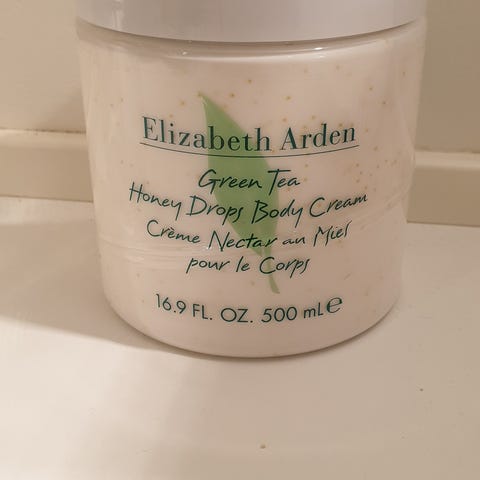 Elizabeth Arden
Green Tea
Honey Drops Body Cream
Crème Nectar au Miel
pour le Corps
16.9 FL. OZ. 500 mL℮